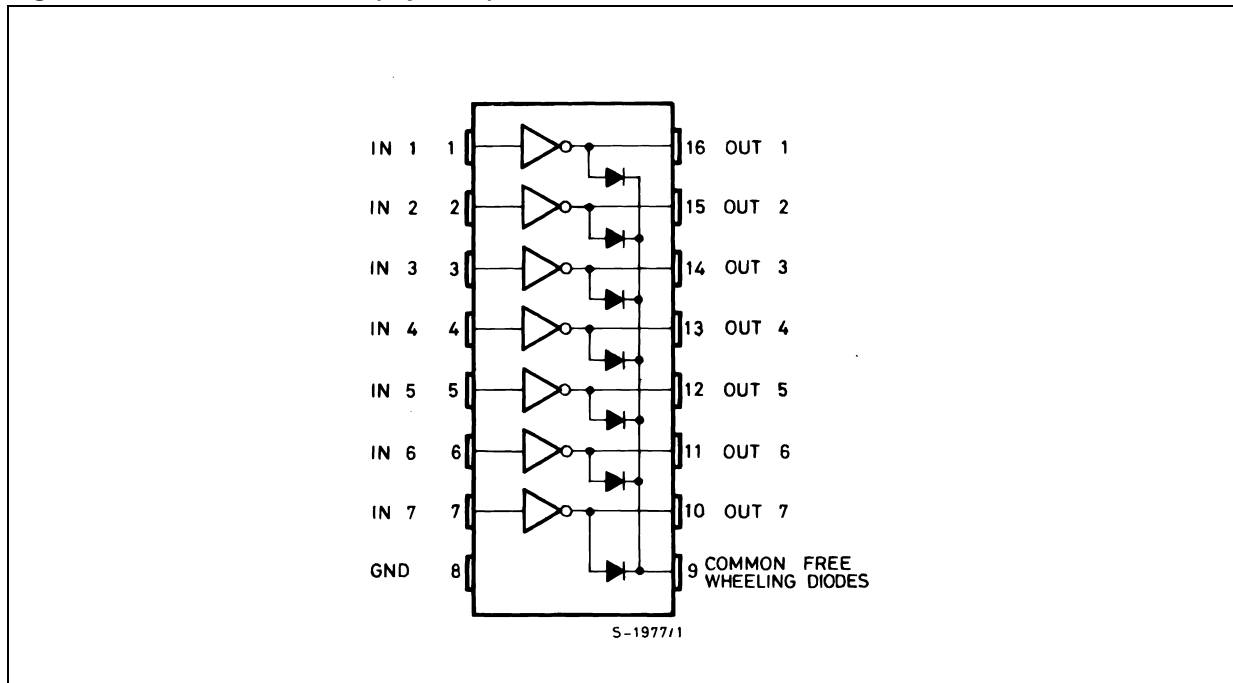 IN 1 1 16 OUT 1
IN 2 2 15 OUT 2
IN 3 3 14 OUT 3
IN 4 4 13 OUT 4
IN 5 5 12 OUT 5
IN 6 6 11 OUT 6
IN 7 7 10 OUT 7
GND 8 9 COMMON FREE
WHEELING DIODES
S-1977/1